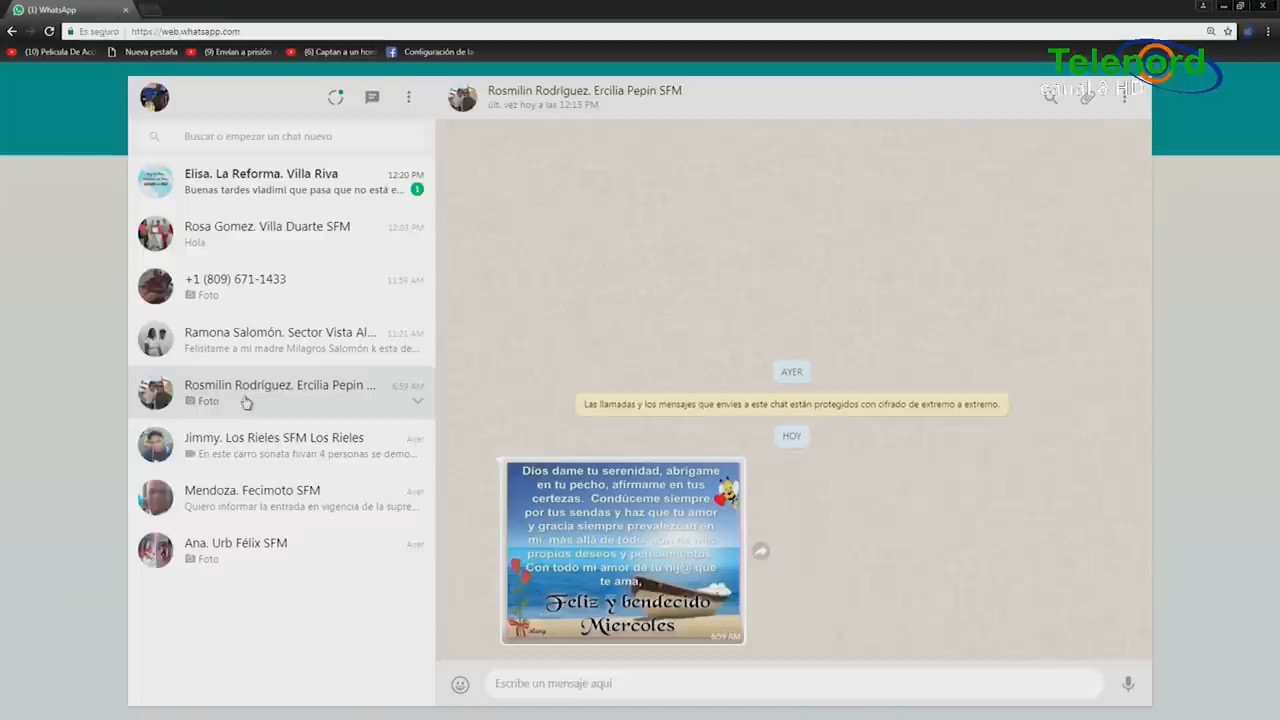 (1) WhatsApp
Es seguro
https://web.whatsapp.com
(10) Pelicula De Acc
Nueva pestaña
(9) Envían a prisión
(6) Captan a un hom
Configuración de la
Telenord
canal 8 HD
Rosmilin Rodríguez. Ercilia Pepin SFM
últ. vez hoy a las 12:15 PM
Buscar o empezar un chat nuevo
Elisa. La Reforma. Villa Riva
12:20 PM
Buenas tardes vladimi que pasa que no está e...
1
Rosa Gomez. Villa Duarte SFM
12:03 PM
Hola
+1 (809) 671-1433
11:59 AM
Foto
Ramona Salomón. Sector Vista Al...
11:21 AM
Felísitame a mi madre Milagros Salomón k esta de...
Rosmilin Rodríguez. Ercilia Pepin ...
6:59 AM
Foto
Jimmy. Los Rieles SFM Los Rieles
Ayer
En este carro sonata hivan 4 personas se demo...
Mendoza. Fecimoto SFM
Ayer
Quiero informar la entrada en vigencia de la supre...
Ana. Urb Félix SFM
Ayer
Foto
AYER
Las llamadas y los mensajes que envíes a este chat están protegidos con cifrado de extremo a extremo.
HOY
Dios dame tu serenidad, abrígame
en tu pecho, afírmame en tus
certezas. Condúceme siempre
por tus sendas y haz que tu amor
y gracia siempre prevalezcan en
mí, más allá de todo, aún de mis
propios deseos y pensamientos.
Con todo mi amor de tu hij@ que
te ama,
Feliz y bendecido
Miercoles
6:59 AM
Escribe un mensaje aquí